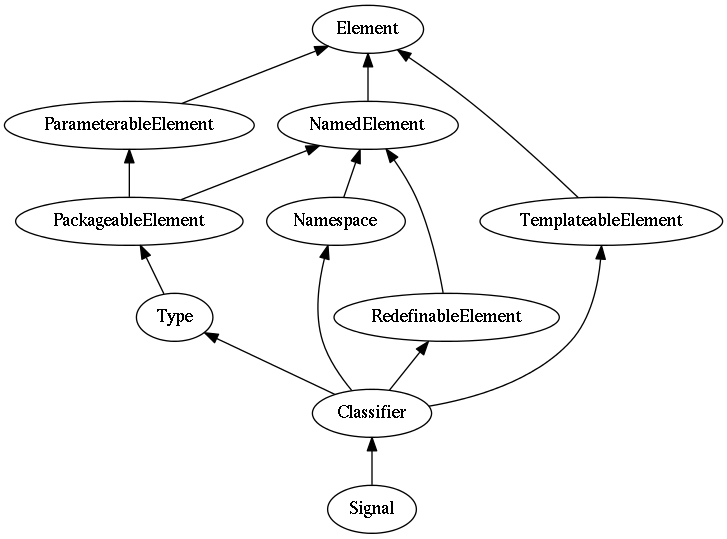 Element
ParameterableElement
NamedElement
PackageableElement
Namespace
TemplateableElement
Type
RedefinableElement
Classifier
Signal